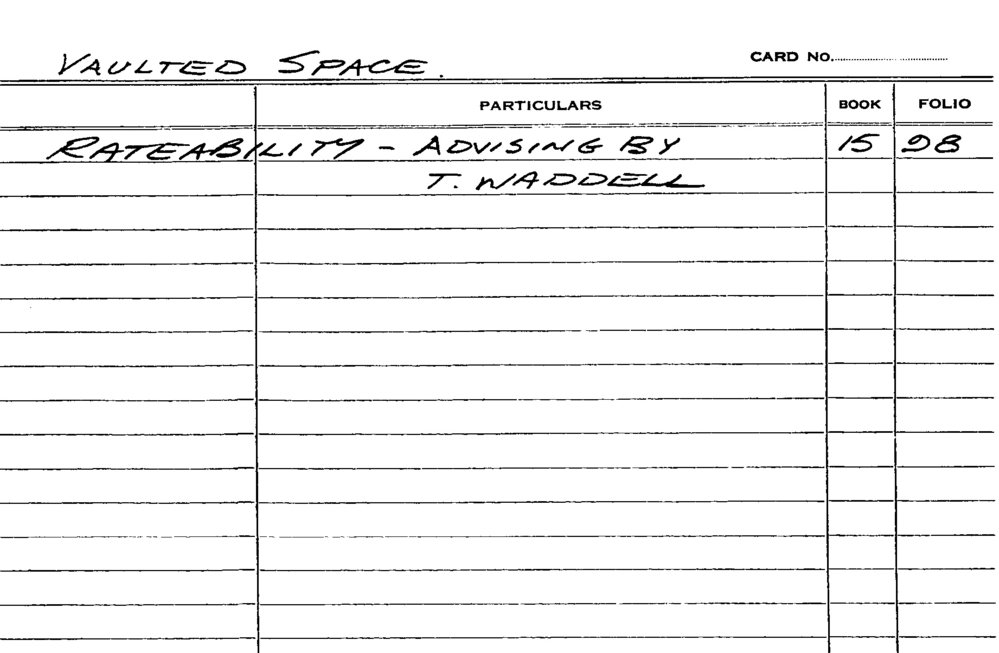 VAULTED SPACE.
CARD No.
PARTICULARS BOOK FOLIO
RATEABILITY - ADVISING BY 15 98
T. WADDELL